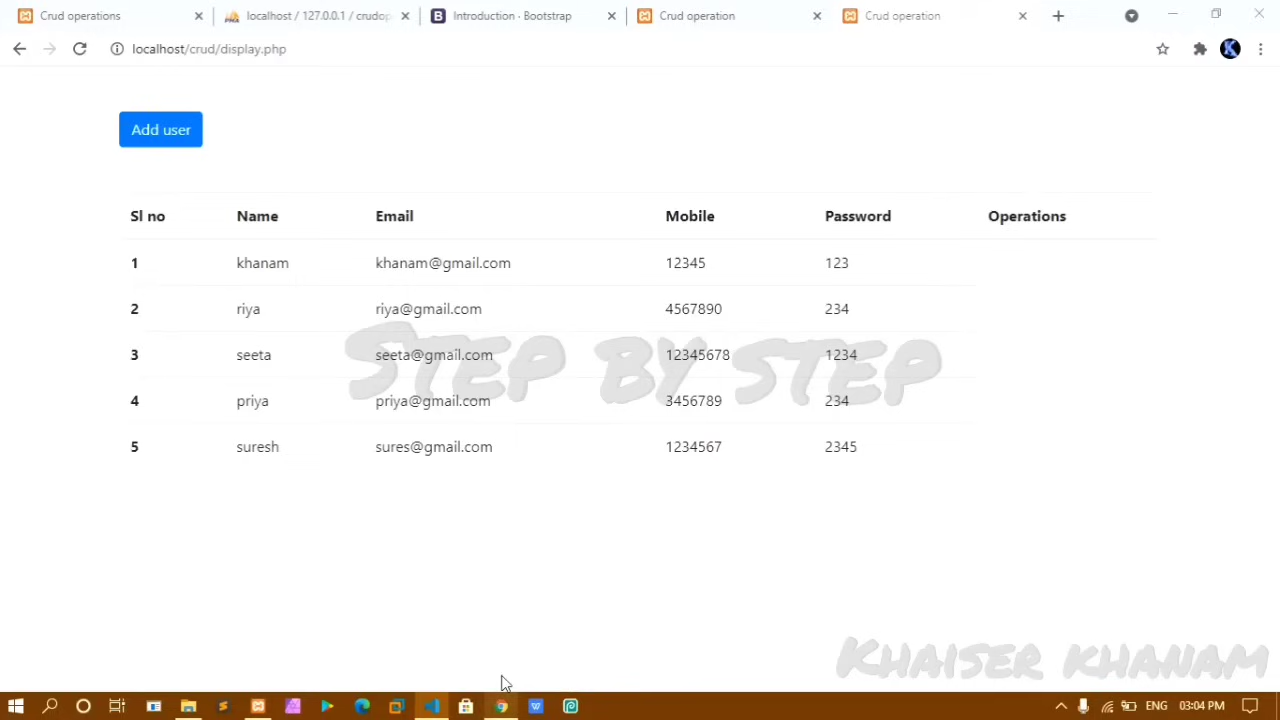 Crud operations
localhost / 127.0.0.1 / crudop
Introduction · Bootstrap
Crud operation
Crud operation
localhost/crud/display.php
Add user
Sl no Name Email Mobile Password Operations
1 khanam khanam@gmail.com 12345 123
2 riya riya@gmail.com 4567890 234
3 seeta seeta@gmail.com 12345678 1234
4 priya priya@gmail.com 3456789 234
5 suresh sures@gmail.com 1234567 2345
STEP BY STEP
KHAISER KHANAM
ENG 03:04 PM